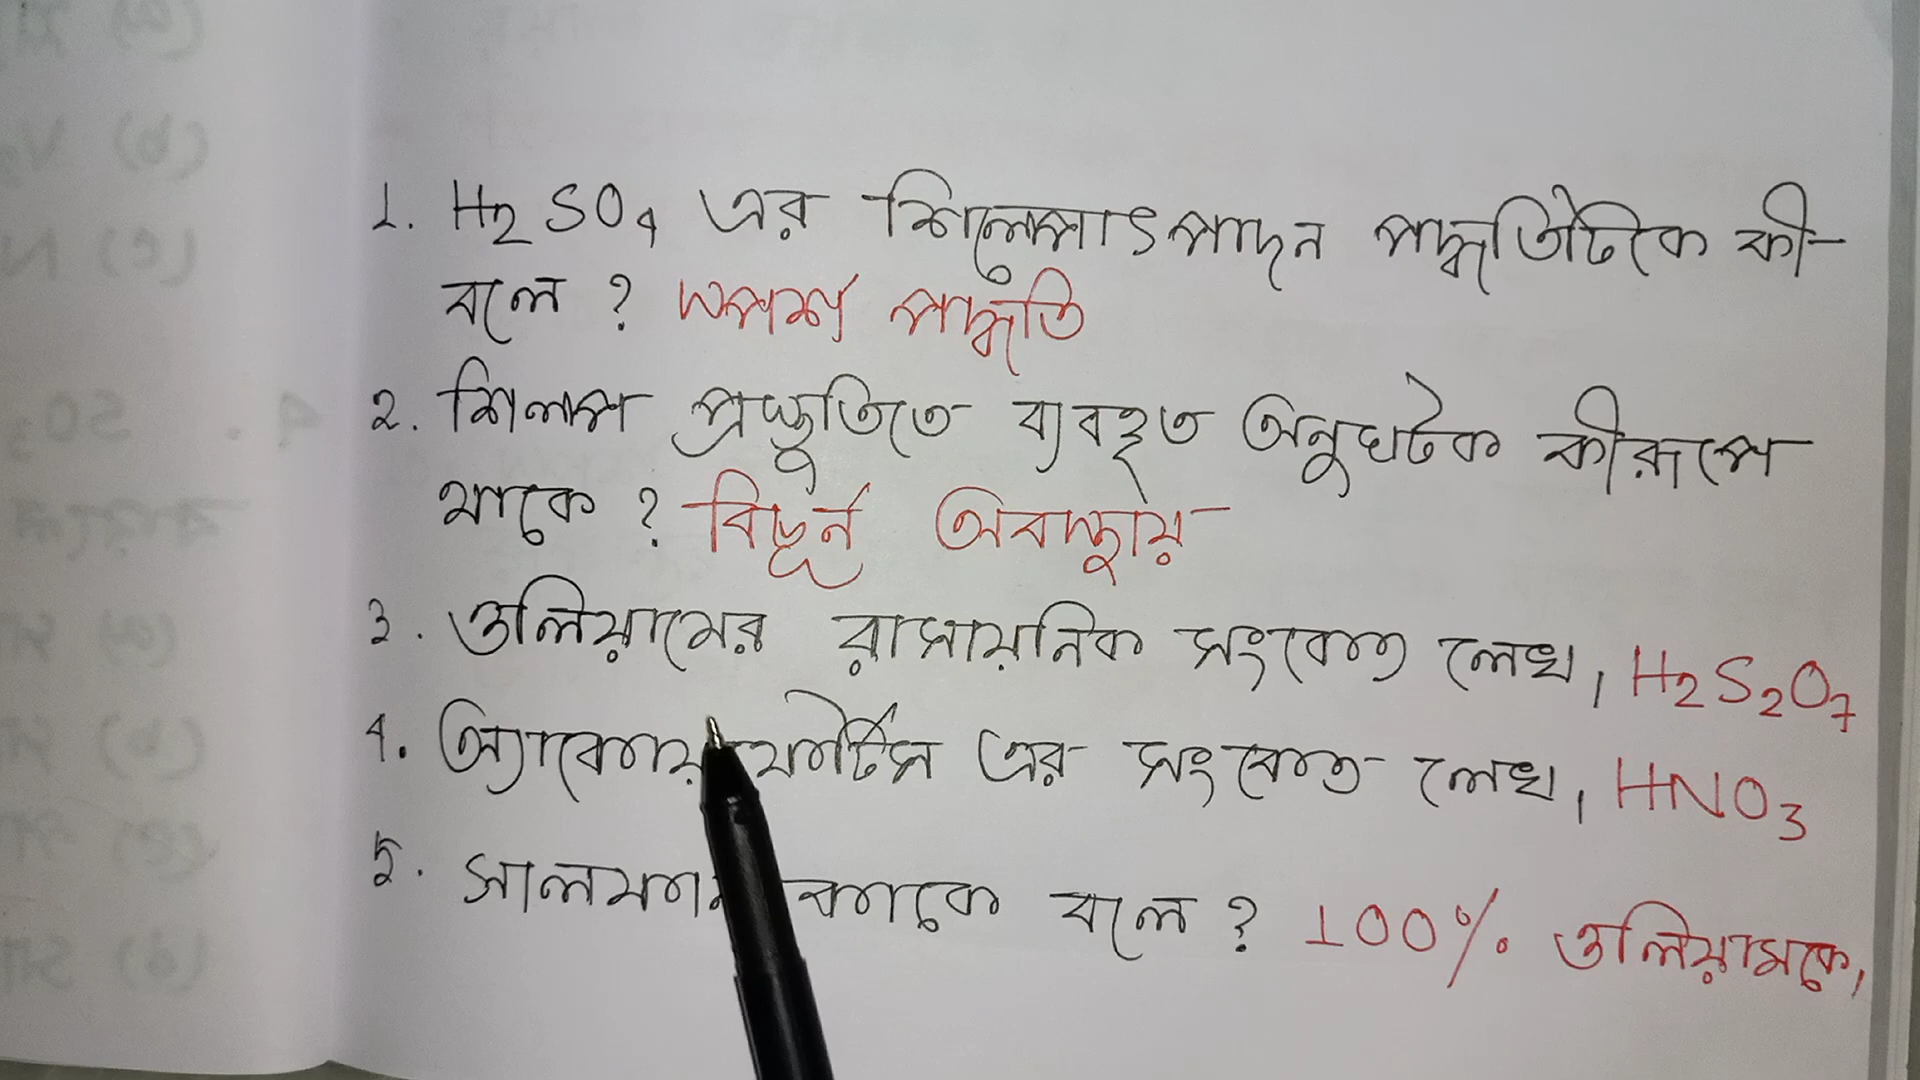 1. H2SO4 এর শিল্পোৎপাদন পদ্ধতিটিকে কী
বলে ? স্পর্শ পদ্ধতি
2. শিল্প প্রস্তুতিতে ব্যবহৃত অনুঘটক কীরূপে
থাকে ? বিচূর্ন অবস্থায়
3. ওলিয়ামের রাসায়নিক সংকেত লেখ, H2S2O7
4. অ্যাকোয়া ফর্টিস এর সংকেত লেখ, HNO3
5. সালফান কাকে বলে ? 100% ওলিয়ামকে,